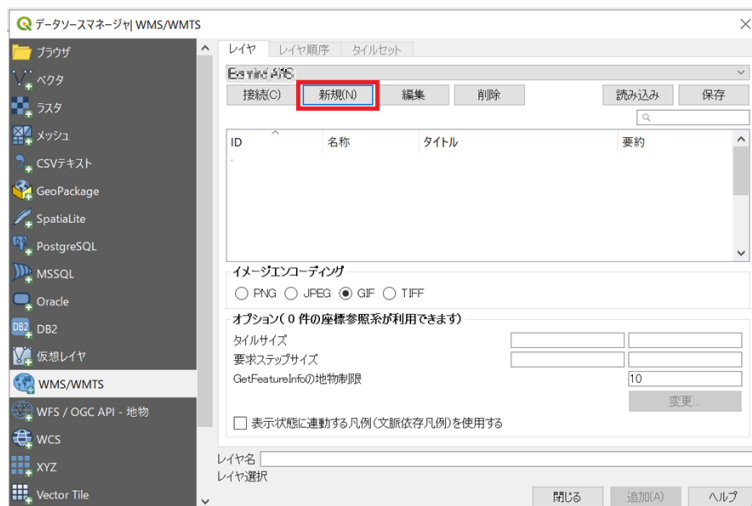 データソースマネージャ| WMS/WMTS
ブラウザ
ベクタ
ラスタ
メッシュ
CSVテキスト
GeoPackage
SpatiaLite
PostgreSQL
MSSQL
Oracle
DB2 DB2
仮想レイヤ
WMS/WMTS
WFS / OGC API - 地物
WCS
XYZ
Vector Tile
レイヤ レイヤ順序 タイルセット
接続(C) 新規(N) 編集 削除 読み込み 保存
ID 名称 タイトル 要約
イメージエンコーディング
PNG JPEG GIF TIFF
オプション( 0 件の座標参照系が利用できます)
タイルサイズ
要求ステップサイズ
GetFeatureInfoの地物制限 10
変更...
表示状態に連動する凡例(文脈依存凡例)を使用する
レイヤ名
レイヤ選択
閉じる 追加(A) ヘルプ